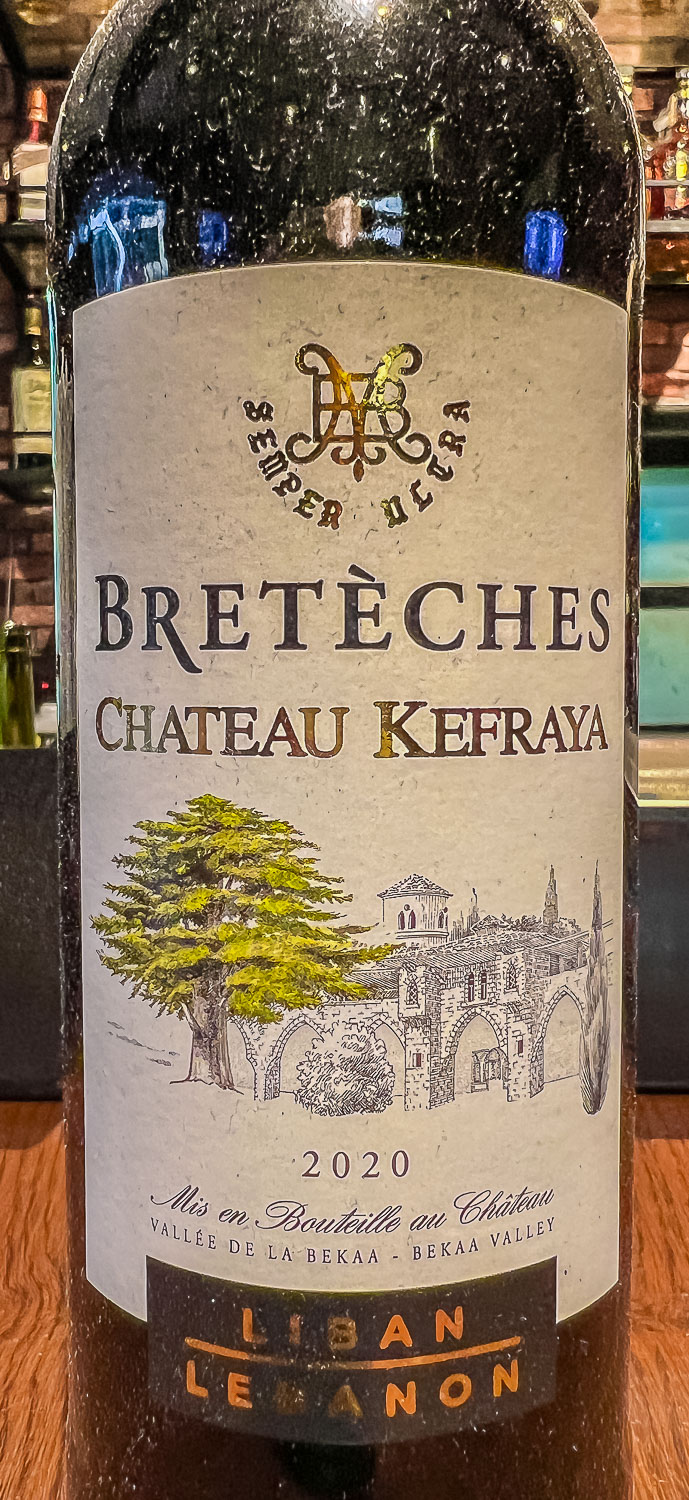 SEMPER ULTRA
BRETÈCHES
CHATEAU KEFRAYA
2020
Mis en Bouteille au Château
VALLÉE DE LA BEKAA - BEKAA VALLEY
LIBAN
LEBANON